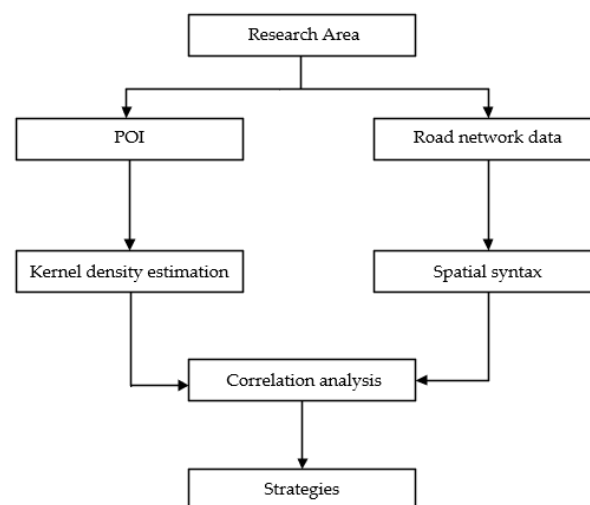 Research Area
POI
Road network data
Kernel density estimation
Spatial syntax
Correlation analysis
Strategies